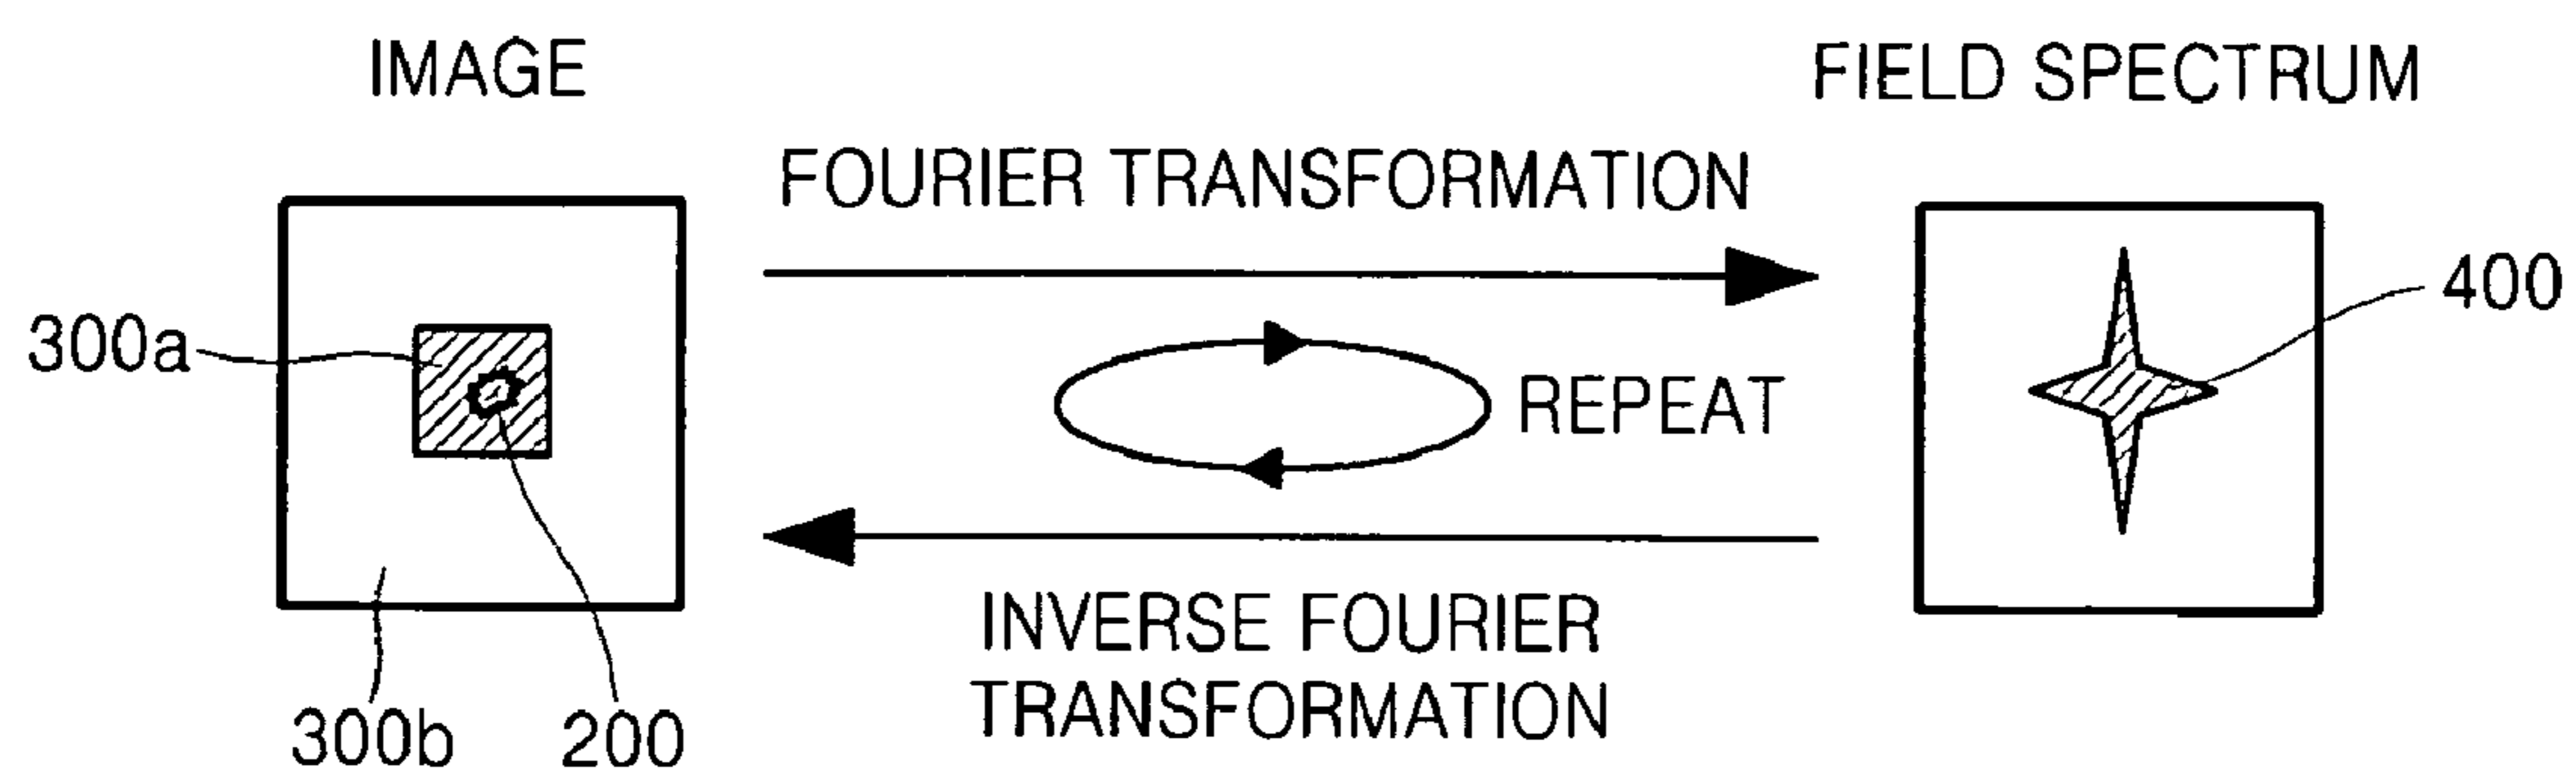 IMAGE
FIELD SPECTRUM
FOURIER TRANSFORMATION
300a
400
REPEAT
INVERSE FOURIER
TRANSFORMATION
300b
200